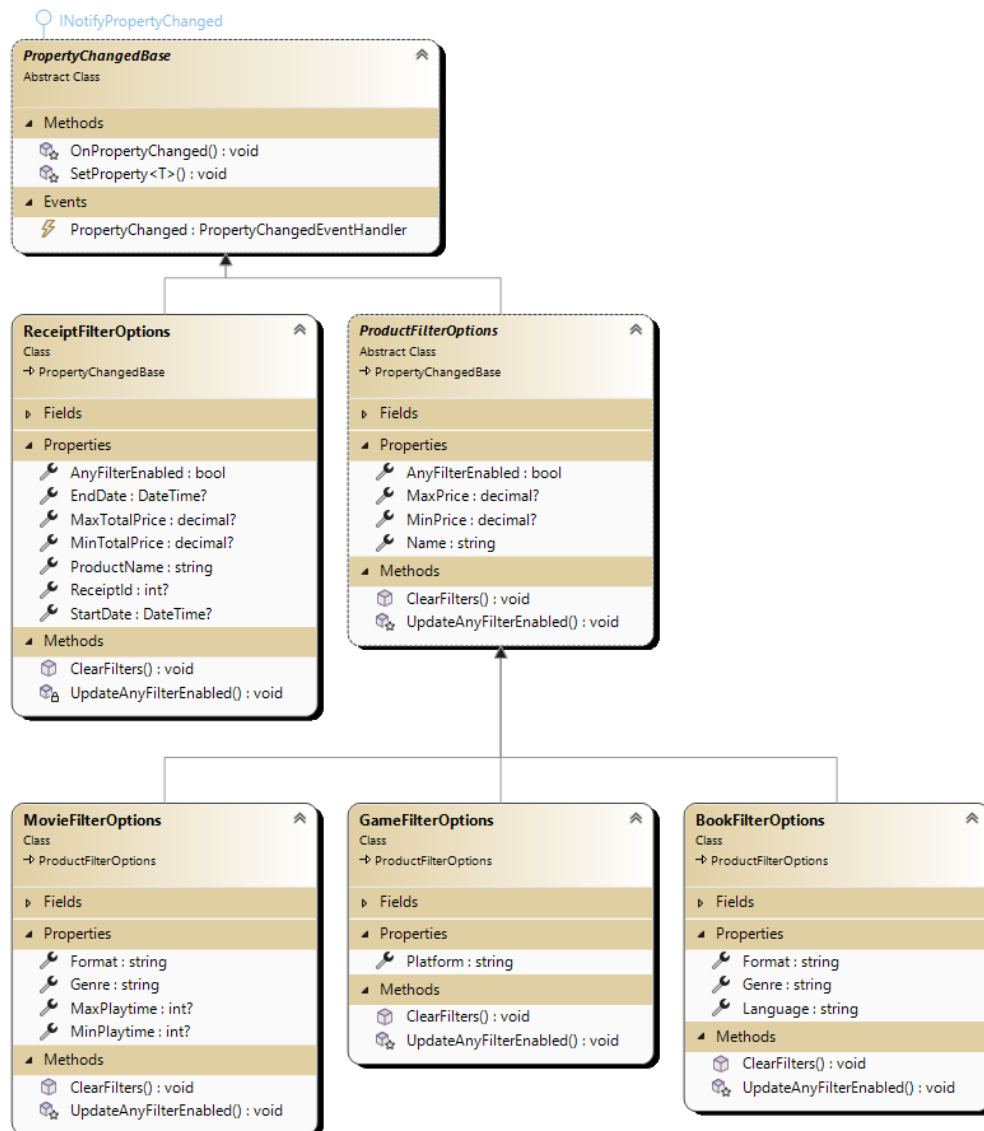 INotifyPropertyChanged
PropertyChangedBase
Abstract Class
Methods
OnPropertyChanged() : void
SetProperty<T>() : void
Events
PropertyChanged : PropertyChangedEventHandler
ReceiptFilterOptions
Class
PropertyChangedBase
Fields
Properties
AnyFilterEnabled : bool
EndDate : DateTime?
MaxTotalPrice : decimal?
MinTotalPrice : decimal?
ProductName : string
ReceiptId : int?
StartDate : DateTime?
Methods
ClearFilters() : void
UpdateAnyFilterEnabled() : void
ProductFilterOptions
Abstract Class
PropertyChangedBase
Fields
Properties
AnyFilterEnabled : bool
MaxPrice : decimal?
MinPrice : decimal?
Name : string
Methods
ClearFilters() : void
UpdateAnyFilterEnabled() : void
MovieFilterOptions
Class
ProductFilterOptions
Fields
Properties
Format : string
Genre : string
MaxPlaytime : int?
MinPlaytime : int?
Methods
ClearFilters() : void
UpdateAnyFilterEnabled() : void
GameFilterOptions
Class
ProductFilterOptions
Fields
Properties
Platform : string
Methods
ClearFilters() : void
UpdateAnyFilterEnabled() : void
BookFilterOptions
Class
ProductFilterOptions
Fields
Properties
Format : string
Genre : string
Language : string
Methods
ClearFilters() : void
UpdateAnyFilterEnabled() : void